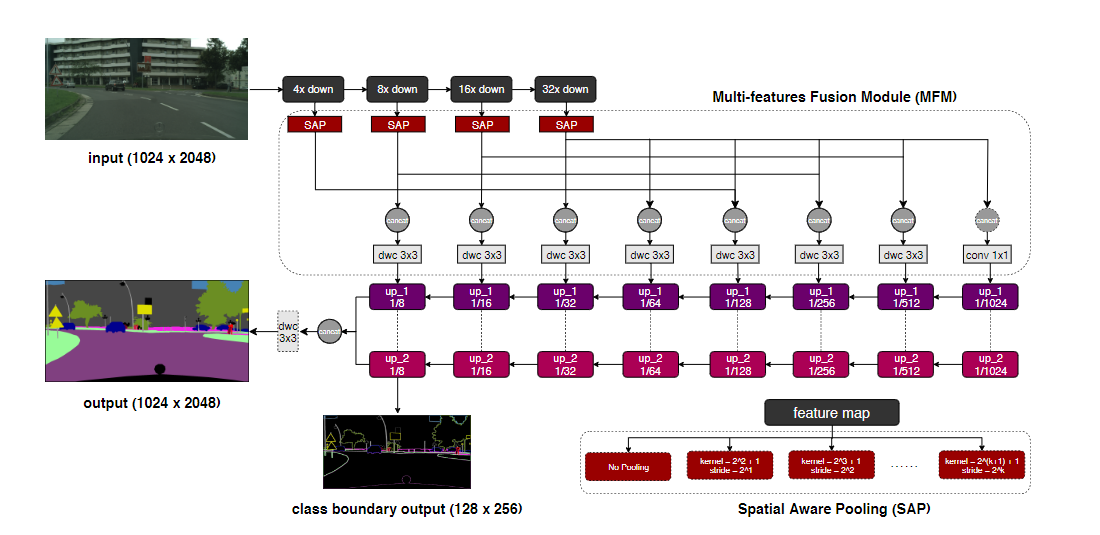 4x down
8x down
16x down
32x down
Multi-features Fusion Module (MFM)
SAP
SAP
SAP
SAP
input (1024 x 2048)
concat
concat
concat
concat
concat
concat
concat
concat
dwc 3x3
dwc 3x3
dwc 3x3
dwc 3x3
dwc 3x3
dwc 3x3
dwc 3x3
conv 1x1
up_1
1/8
up_1
1/16
up_1
1/32
up_1
1/64
up_1
1/128
up_1
1/256
up_1
1/512
up_1
1/1024
dwc
3x3
concat
up_2
1/8
up_2
1/16
up_2
1/32
up_2
1/64
up_2
1/128
up_2
1/256
up_2
1/512
up_2
1/1024
output (1024 x 2048)
feature map
No Pooling
kernel = 2^2 + 1
stride = 2^1
kernel = 2^3 + 1
stride = 2^2
......
kernel = 2^(k+1) + 1
stride = 2^k
class boundary output (128 x 256)
Spatial Aware Pooling (SAP)